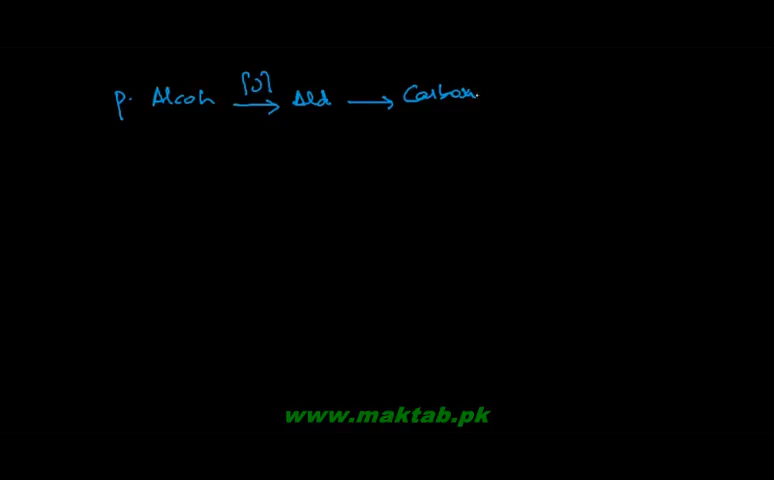 [O]
p. Alcoh → Ald → Carbox
www.maktab.pk